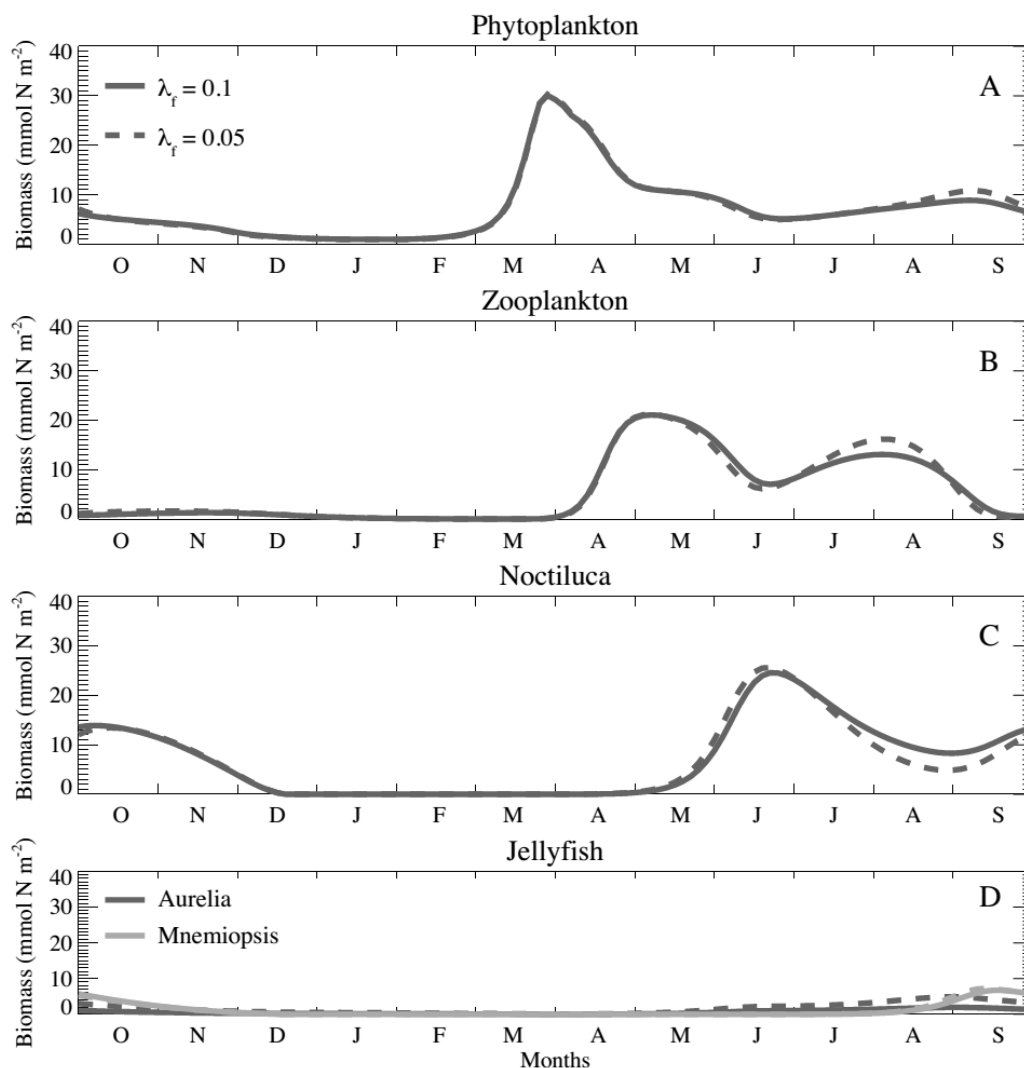 Phytoplankton
Biomass (mmol N m-2)
40
30
20
10
0
λf = 0.1
λf = 0.05
A
O N D J F M A M J J A S
Zooplankton
Biomass (mmol N m-2)
40
30
20
10
0
B
O N D J F M A M J J A S
Noctiluca
Biomass (mmol N m-2)
40
30
20
10
0
C
O N D J F M A M J J A S
Jellyfish
Biomass (mmol N m-2)
40
30
20
10
0
Aurelia
Mnemiopsis
D
O N D J F M A M J J A S
Months